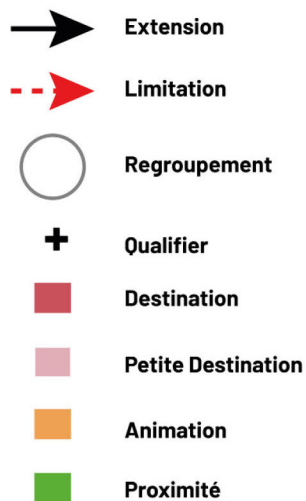 Extension
Limitation
Regroupement
Qualifier
Destination
Petite Destination
Animation
Proximité